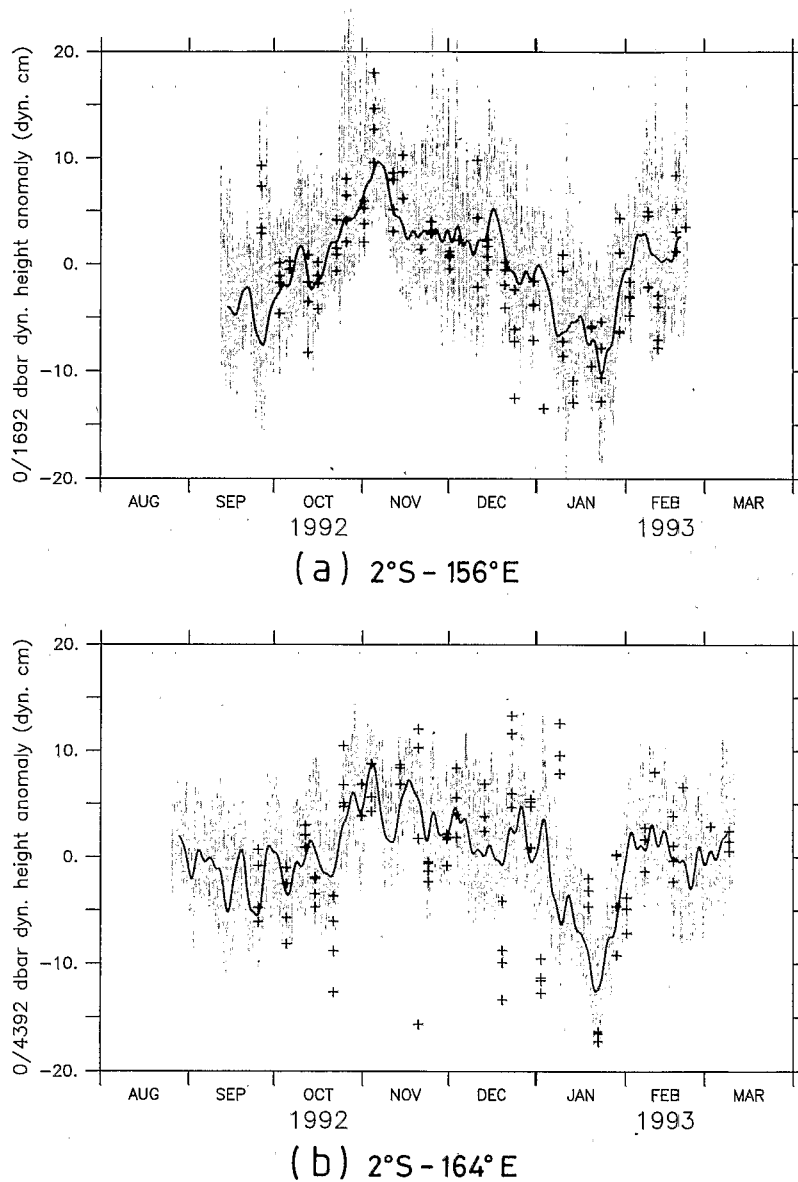 0/1692 dbar dyn. height anomaly (dyn. cm)
20.
10.
0.
-10.
-20.
AUG SEP OCT NOV DEC JAN FEB MAR
1992 1993
(a) 2°S - 156°E
0/4392 dbar dyn. height anomaly (dyn. cm)
20.
10.
0.
-10.
-20.
AUG SEP OCT NOV DEC JAN FEB MAR
1992 1993
(b) 2°S - 164°E